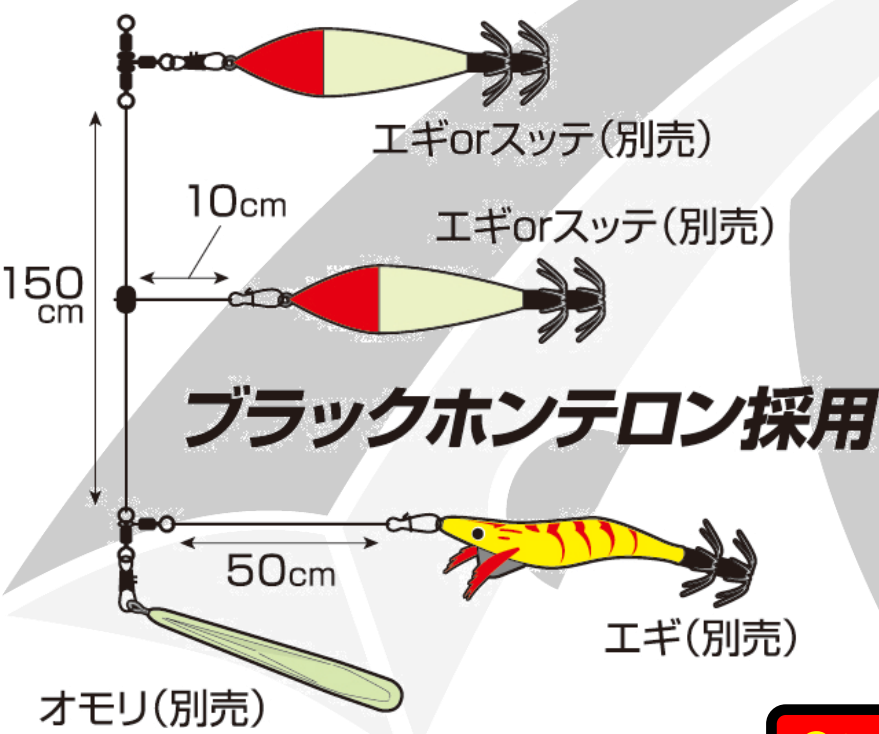 エギorスッテ(別売)
10cm
エギorスッテ(別売)
150
cm
ブラックホンテロン採用
50cm
エギ(別売)
オモリ(別売)